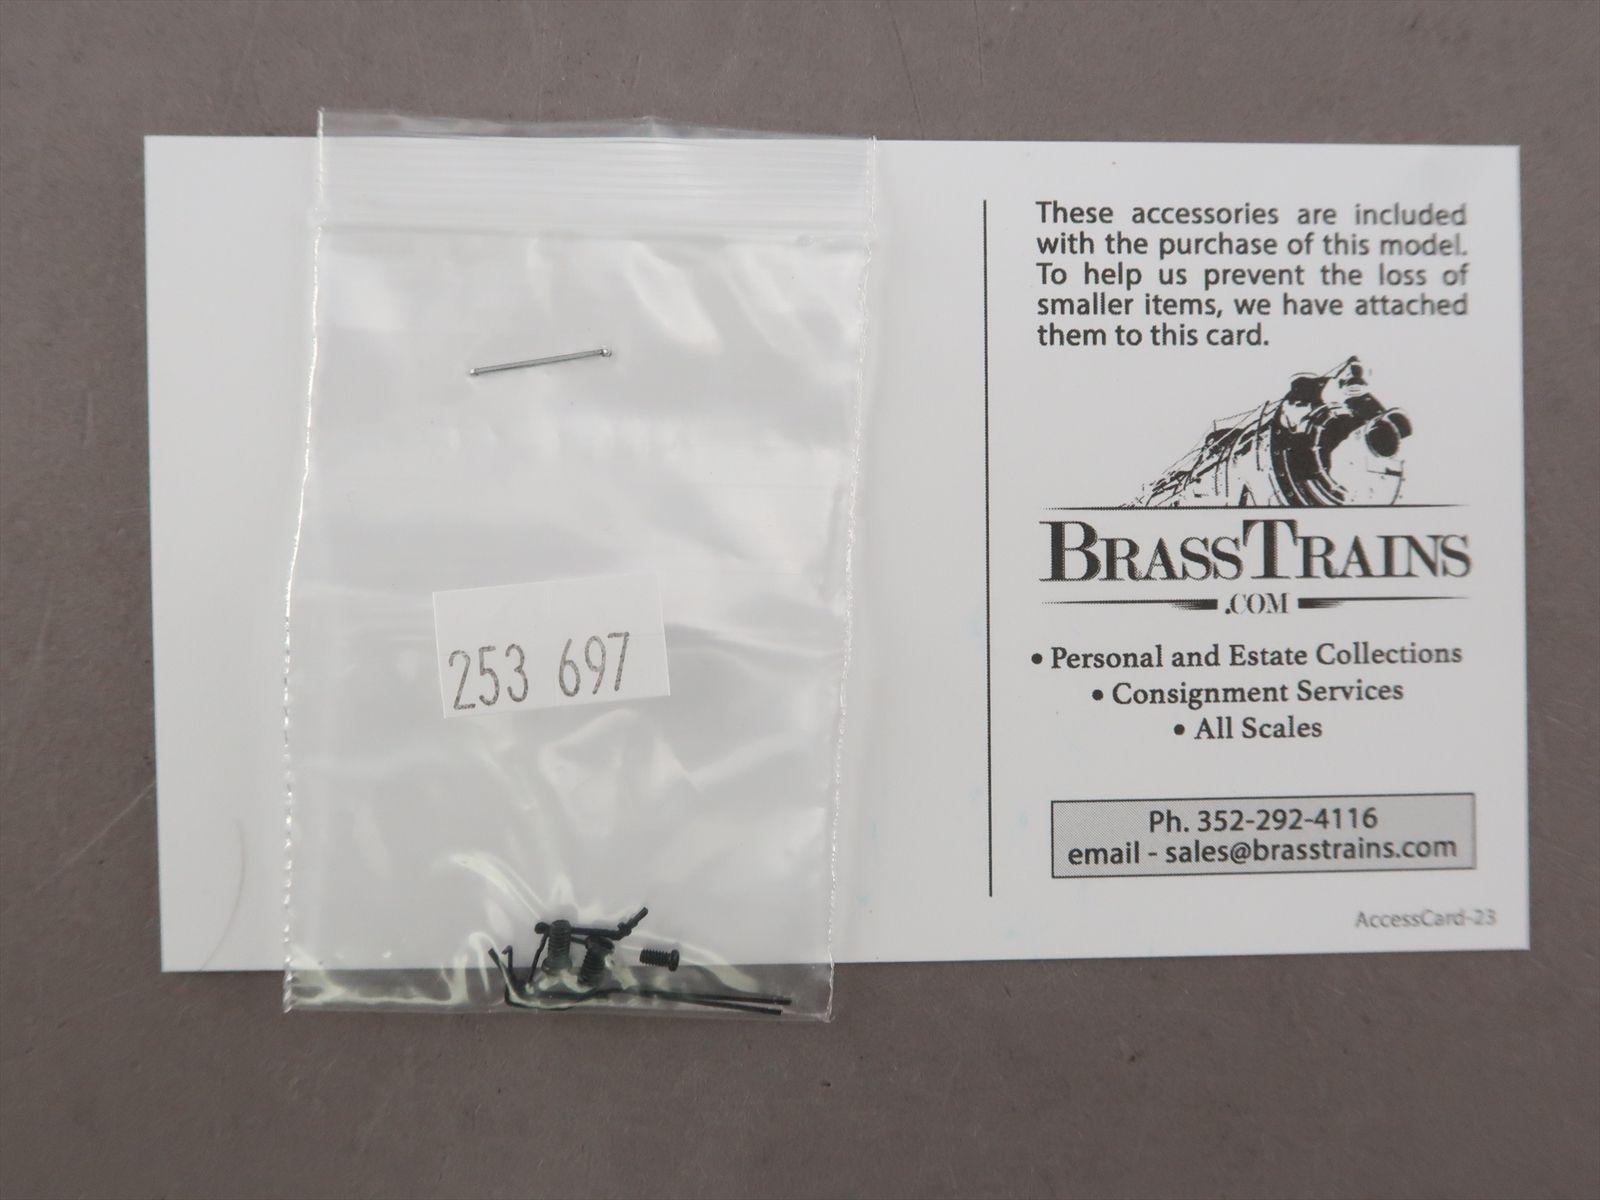 253 697
These accessories are included
with the purchase of this model.
To help us prevent the loss of
smaller items, we have attached
them to this card.
BRASSTRAINS
.COM
• Personal and Estate Collections
• Consignment Services
• All Scales
Ph. 352-292-4116
email - sales@brasstrains.com
AccessCard-23